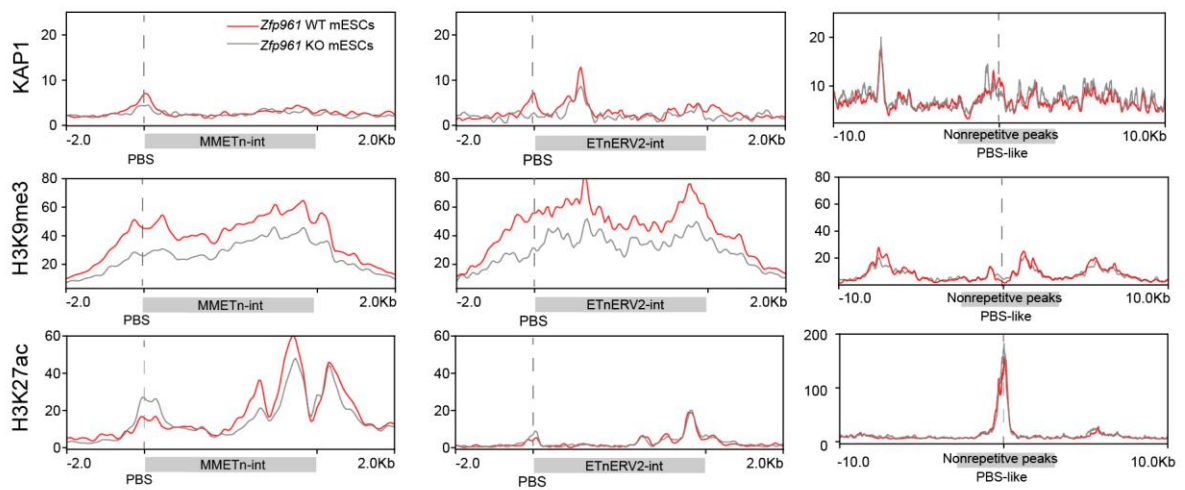 KAP1
20
10
0
Zfp961 WT mESCs
Zfp961 KO mESCs
-2.0 MMETn-int 2.0Kb
PBS
20
10
0
-2.0 ETnERV2-int 2.0Kb
PBS
20
10
-10.0 Nonrepetitve peaks 10.0Kb
PBS-like
H3K9me3
80
60
40
20
-2.0 MMETn-int 2.0Kb
PBS
80
60
40
20
-2.0 ETnERV2-int 2.0Kb
PBS
80
60
40
20
-10.0 Nonrepetitve peaks 10.0Kb
PBS-like
H3K27ac
60
40
20
0
-2.0 MMETn-int 2.0Kb
PBS
60
40
20
0
-2.0 ETnERV2-int 2.0Kb
PBS
200
100
0
-10.0 Nonrepetitve peaks 10.0Kb
PBS-like